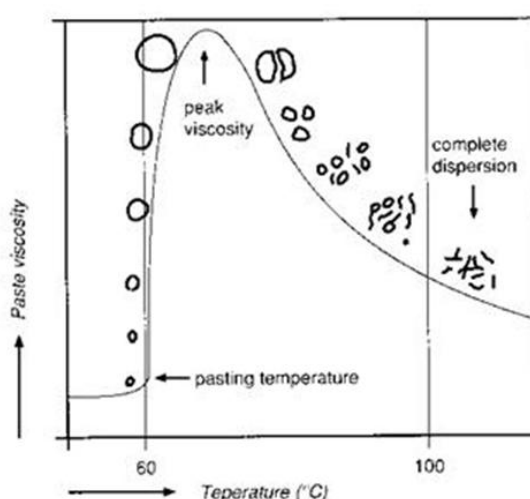 peak
viscosity
complete
dispersion
Paste viscosity
pasting temperature
60
100
Teperature (°C)